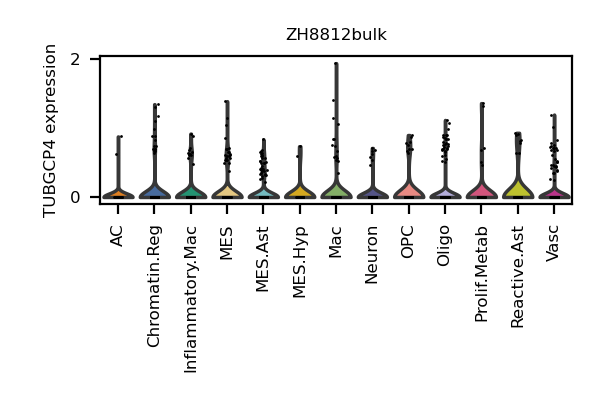 ZH8812bulk
TUBGCP4 expression
2
0
AC
Chromatin.Reg
Inflammatory.Mac
MES
MES.Ast
MES.Hyp
Mac
Neuron
OPC
Oligo
Prolif.Metab
Reactive.Ast
Vasc